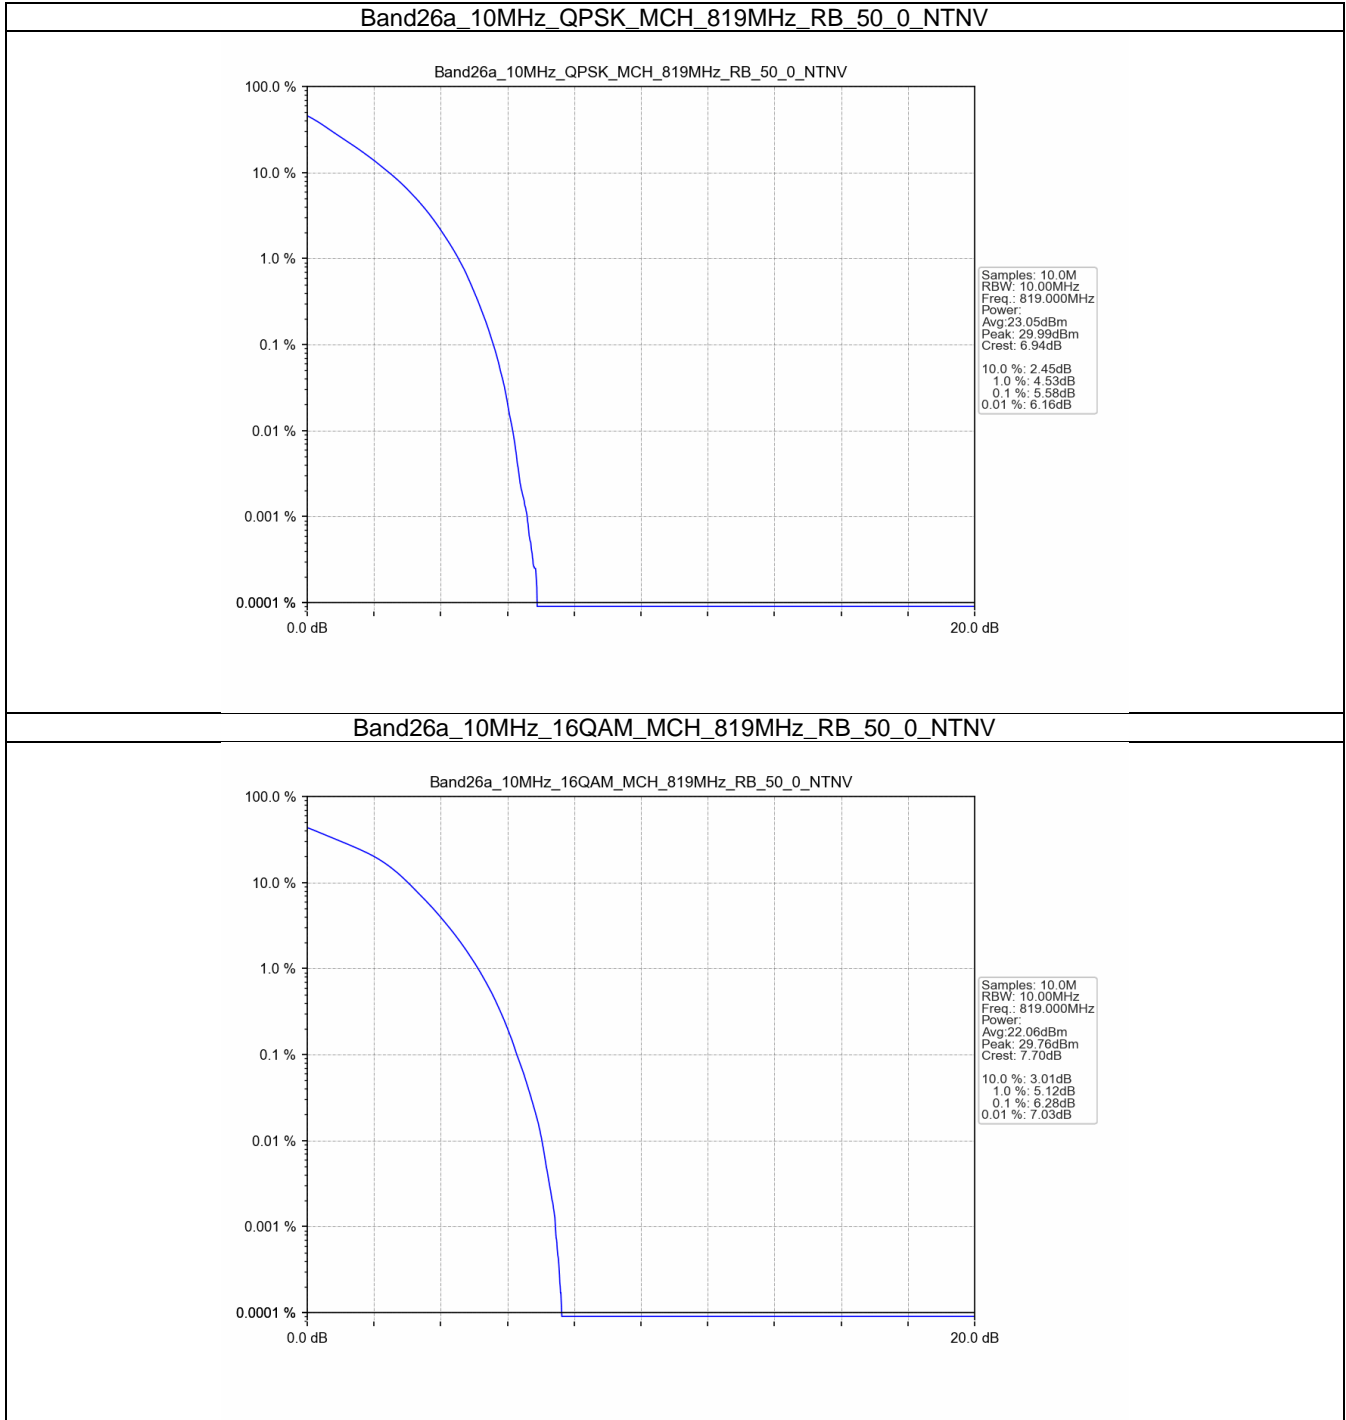 Band26a_10MHz_QPSK_MCH_819MHz_RB_50_0_NTNV
Band26a_10MHz_QPSK_MCH_819MHz_RB_50_0_NTNV
100.0 %
10.0 %
1.0 %
0.1 %
0.01 %
0.001 %
0.0001 %
0.0 dB
20.0 dB
Samples: 10.0M
RBW: 10.00MHz
Freq.: 819.000MHz
Power:
Avg:23.05dBm
Peak: 29.99dBm
Crest: 6.94dB
10.0 %: 2.45dB
1.0 %: 4.53dB
0.1 %: 5.58dB
0.01 %: 6.16dB
Band26a_10MHz_16QAM_MCH_819MHz_RB_50_0_NTNV
Band26a_10MHz_16QAM_MCH_819MHz_RB_50_0_NTNV
100.0 %
10.0 %
1.0 %
0.1 %
0.01 %
0.001 %
0.0001 %
0.0 dB
20.0 dB
Samples: 10.0M
RBW: 10.00MHz
Freq.: 819.000MHz
Power:
Avg:22.06dBm
Peak: 29.76dBm
Crest: 7.70dB
10.0 %: 3.01dB
1.0 %: 5.12dB
0.1 %: 6.28dB
0.01 %: 7.03dB